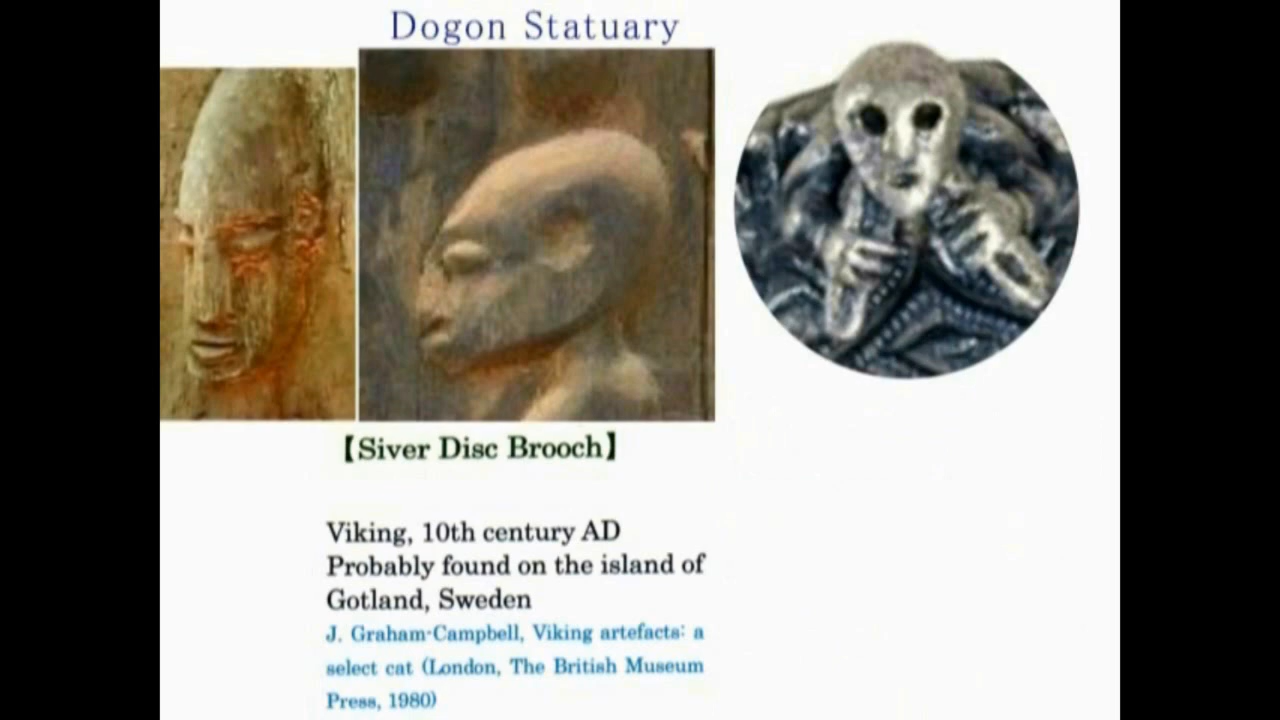 Dogon Statuary
【Siver Disc Brooch】
Viking, 10th century AD
Probably found on the island of
Gotland, Sweden
J. Graham-Campbell, Viking artefacts: a
select cat (London, The British Museum
Press, 1980)